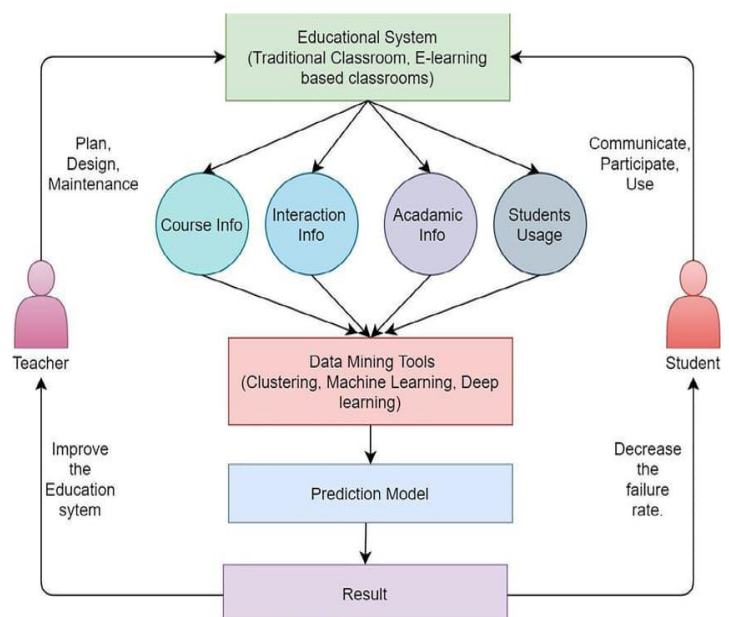 Educational System
(Traditional Classroom, E-learning
based classrooms)
Plan,
Design,
Maintenance
Communicate,
Participate,
Use
Course Info
Interaction
Info
Acadamic
Info
Students
Usage
Teacher
Student
Data Mining Tools
(Clustering, Machine Learning, Deep
learning)
Improve
the
Education
sytem
Decrease
the
failure
rate.
Prediction Model
Result